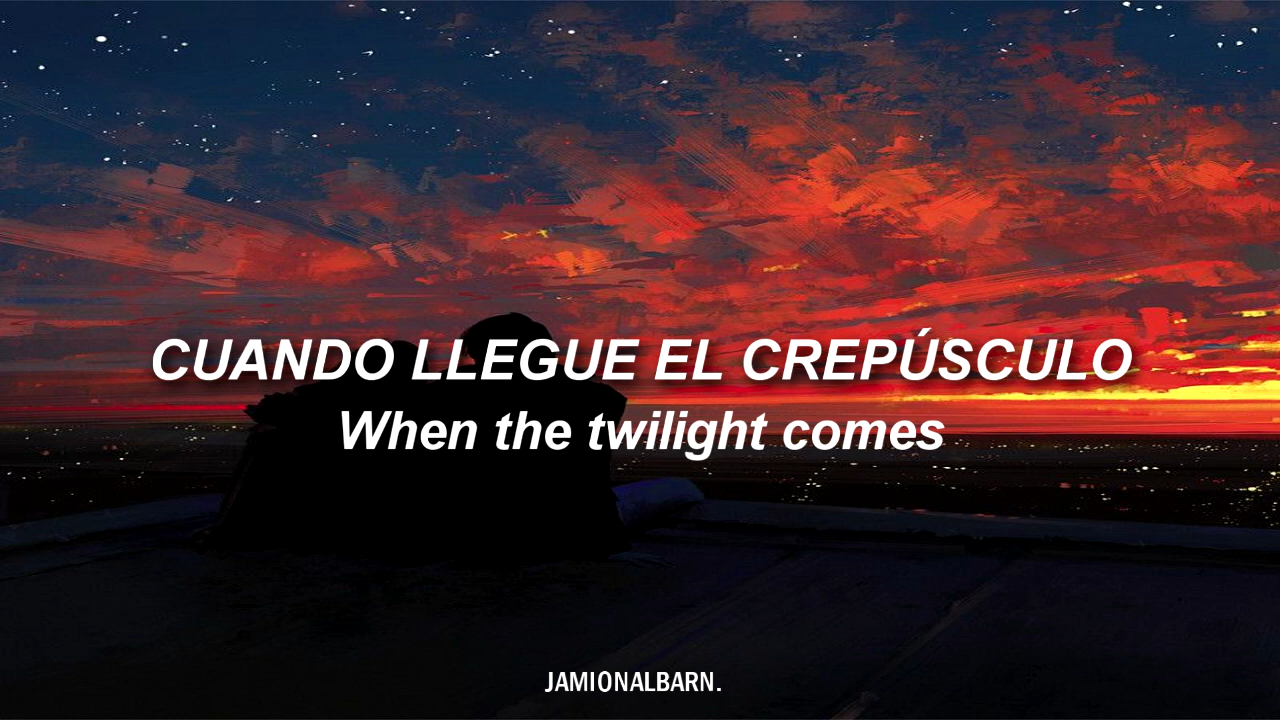 CUANDO LLEGUE EL CREPÚSCULO
When the twilight comes
JAMIONALBARN.